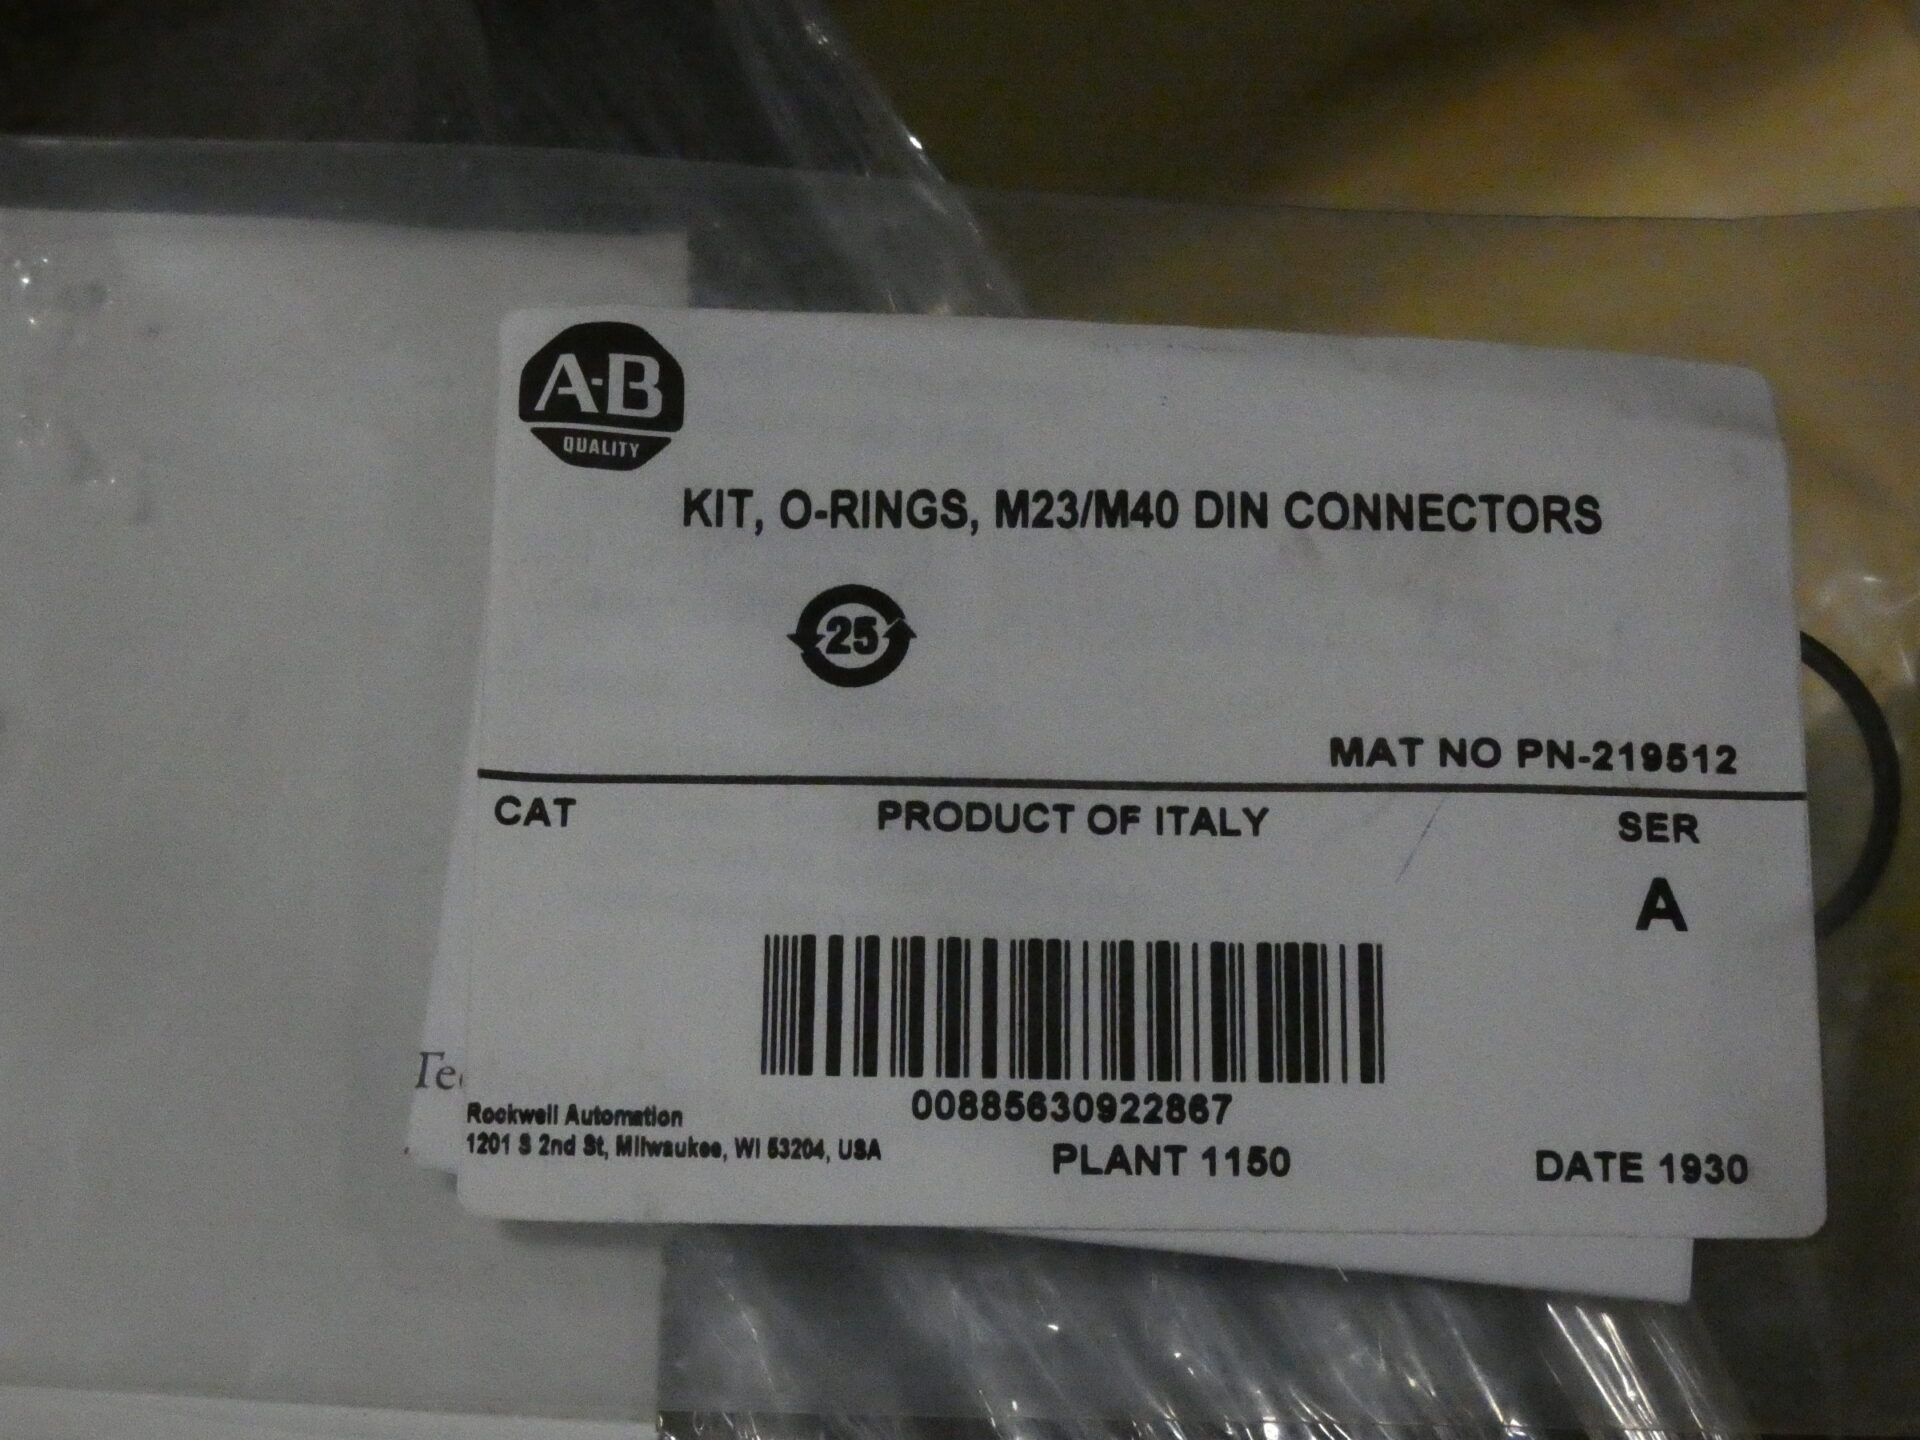 A-B
QUALITY
KIT, O-RINGS, M23/M40 DIN CONNECTORS
25
MAT NO PN-219512
CAT
PRODUCT OF ITALY
SER
A
00885630922867
Rockwell Automation
1201 S 2nd St, Milwaukee, WI 53204, USA
PLANT 1150
DATE 1930